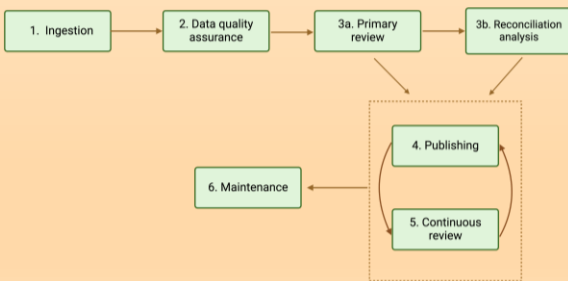 1. Ingestion
2. Data quality
assurance
3a. Primary
review
3b. Reconciliation
analysis
4. Publishing
5. Continuous
review
6. Maintenance